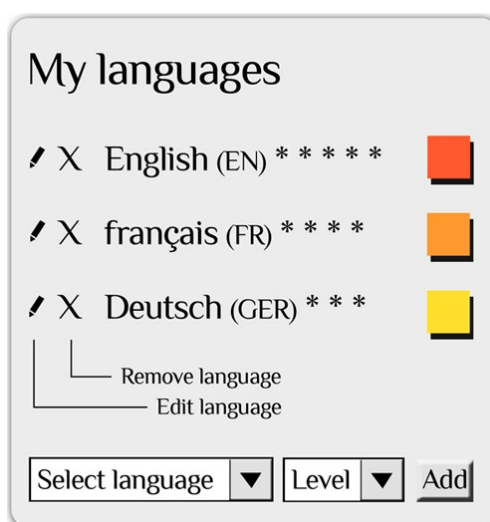 My languages
X English (EN) * * * * *
X français (FR) * * * *
X Deutsch (GER) * * *
Remove language
Edit language
Select language Level Add